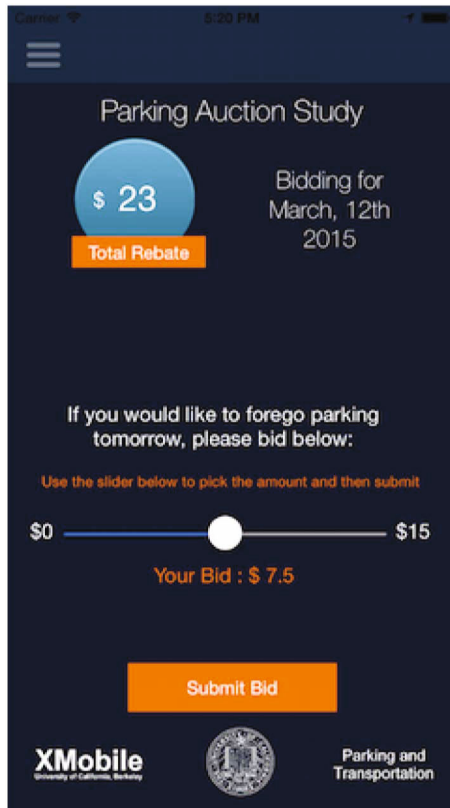 Carrier 5:20 PM
Parking Auction Study
$ 23
Total Rebate
Bidding for
March, 12th
2015
If you would like to forego parking
tomorrow, please bid below:
Use the slider below to pick the amount and then submit
$0 $15
Your Bid : $ 7.5
Submit Bid
XMobile
University of California, Berkeley
Parking and
Transportation